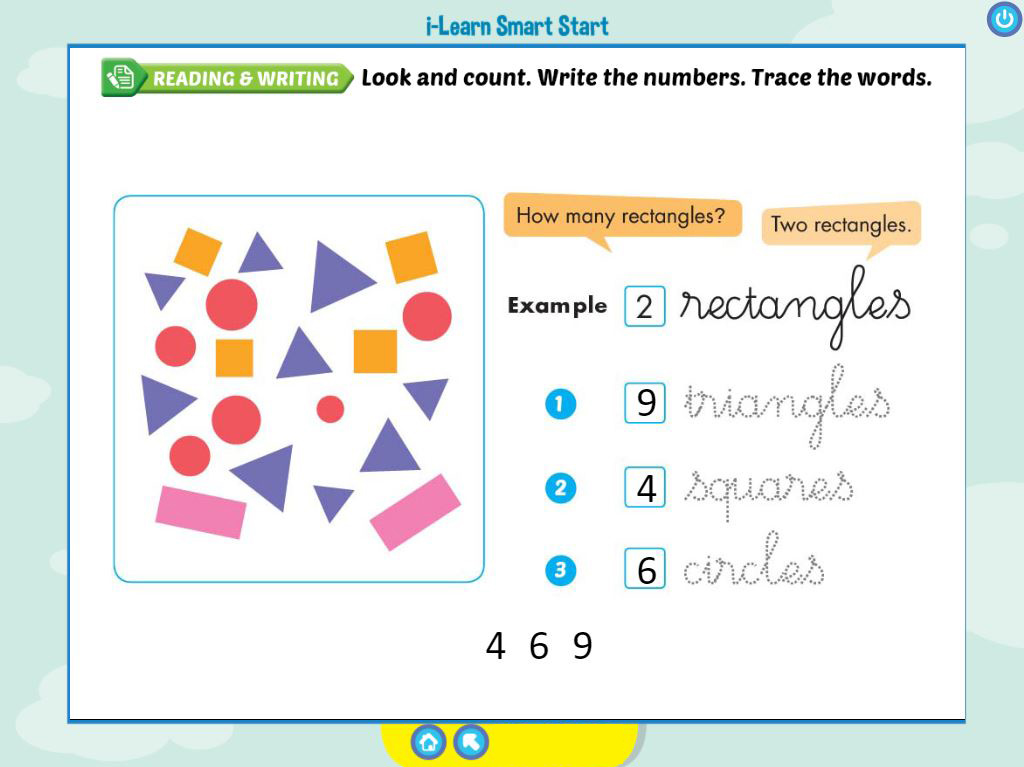 i-Learn Smart Start
READING & WRITING Look and count. Write the numbers. Trace the words.
How many rectangles?
Two rectangles.
Example 2 rectangles
1 9 triangles
2 4 squares
3 6 circles
4 6 9